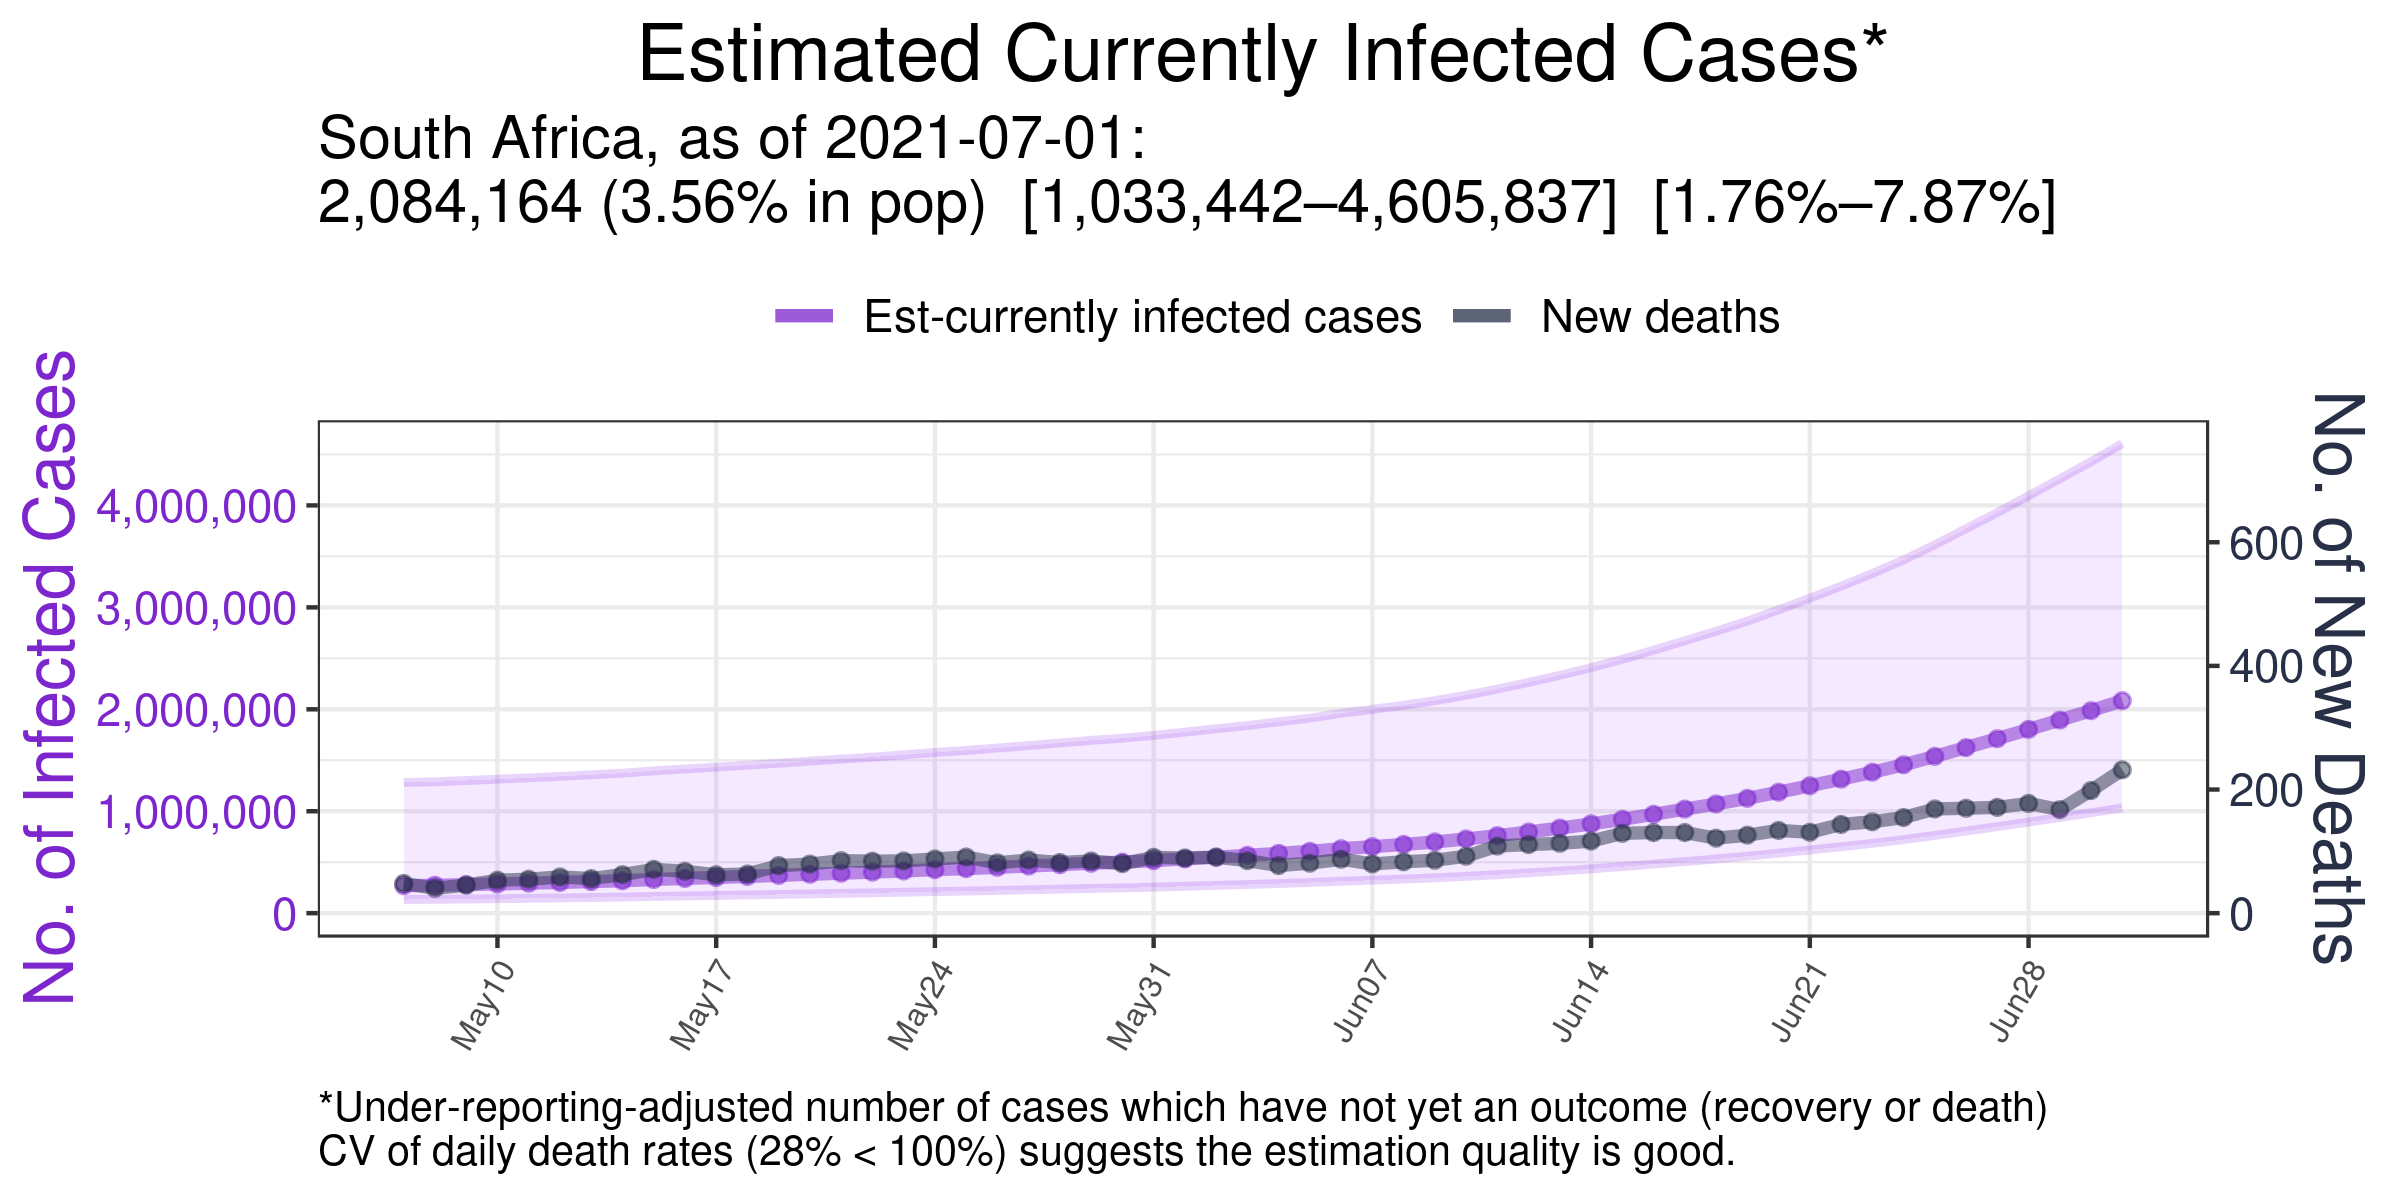 Estimated Currently Infected Cases*
South Africa, as of 2021-07-01:
2,084,164 (3.56% in pop)  [1,033,442–4,605,837]  [1.76%–7.87%]
Est-currently infected cases
New deaths
No. of Infected Cases
4,000,000
3,000,000
2,000,000
1,000,000
0
No. of New Deaths
600
400
200
0
May10
May17
May24
May31
Jun07
Jun14
Jun21
Jun28
*Under-reporting-adjusted number of cases which have not yet an outcome (recovery or death)
CV of daily death rates (28% < 100%) suggests the estimation quality is good.